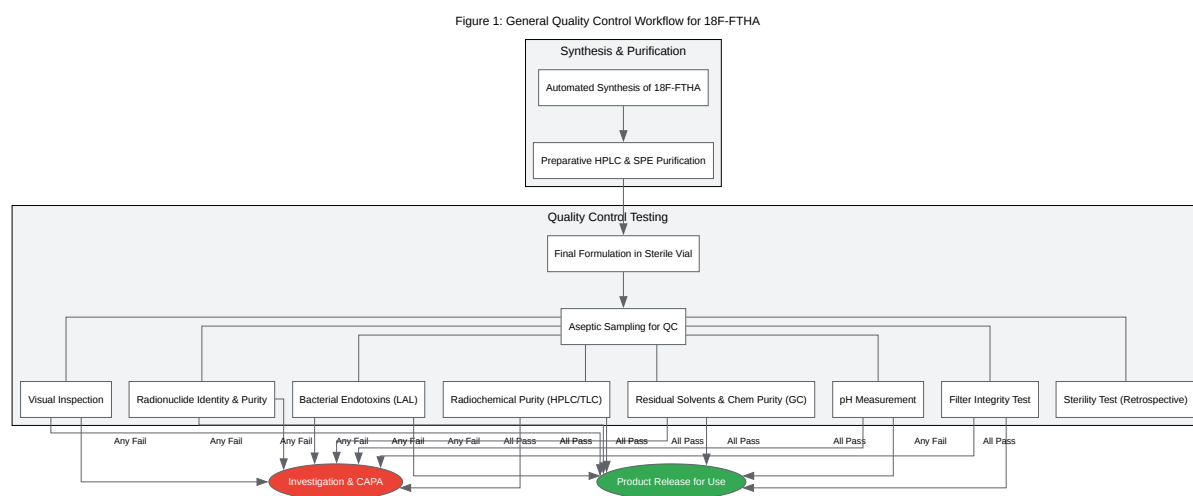 Figure 1: General Quality Control Workflow for 18F-FTHA
Synthesis & Purification
Automated Synthesis of 18F-FTHA
Preparative HPLC & SPE Purification
Quality Control Testing
Final Formulation in Sterile Vial
Aseptic Sampling for QC
Visual Inspection
Radionuclide Identity & Purity
Bacterial Endotoxins (LAL)
Radiochemical Purity (HPLC/TLC)
Residual Solvents & Chem Purity (GC)
pH Measurement
Filter Integrity Test
Sterility Test (Retrospective)
Any Fail
Any Fail
Any Fail
Any Fail
Any Fail
Any Fail
All Pass
All Pass
All Pass
All Pass
All Pass
All Pass
Any Fail
All Pass
Investigation & CAPA
Product Release for Use